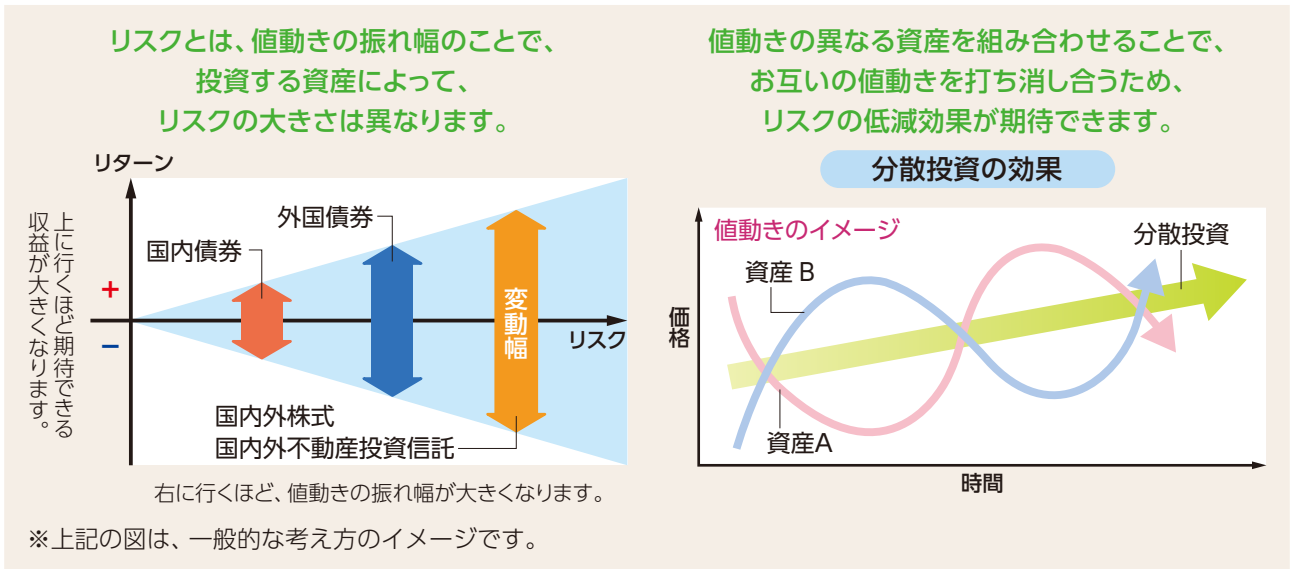 リスクとは、値動きの振れ幅のことで、
投資する資産によって、
リスクの大きさは異なります。
リターン
上に行くほど期待できる
収益が大きくなります。
+
−
国内債券
外国債券
変動幅
リスク
国内外株式
国内外不動産投資信託
右に行くほど、値動きの振れ幅が大きくなります。
※上記の図は、一般的な考え方のイメージです。
値動きの異なる資産を組み合わせることで、
お互いの値動きを打ち消し合うため、
リスクの低減効果が期待できます。
分散投資の効果
値動きのイメージ
資産 B
分散投資
価格
資産A
時間